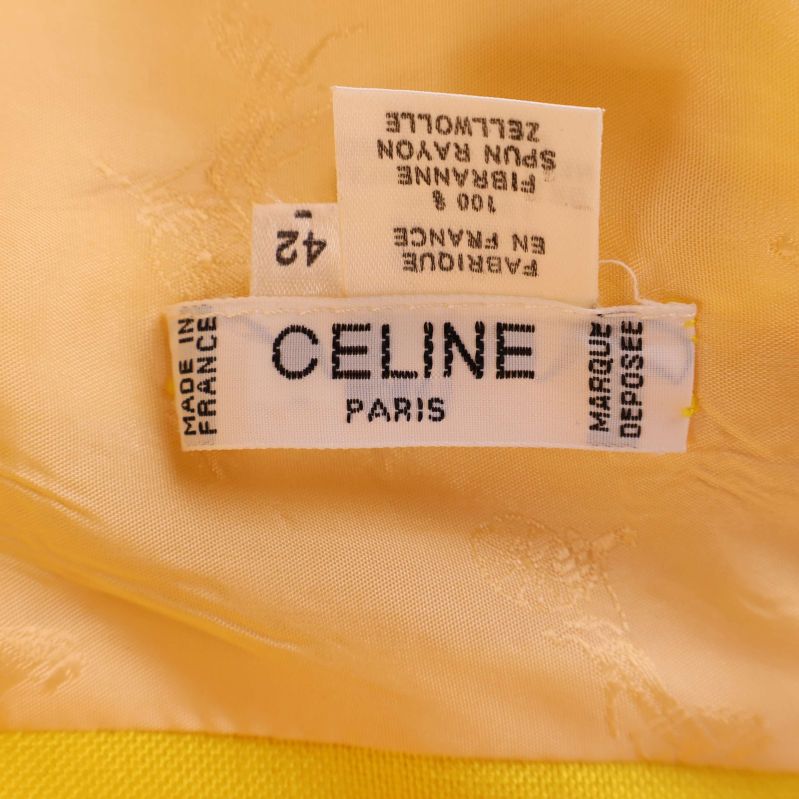 FABRIQUE
EN FRANCE
100 %
FIBRANNE
SPUN RAYON
ZELLWOLLE
42
MADE IN
FRANCE
CELINE
PARIS
MARQUE
DEPOSEE